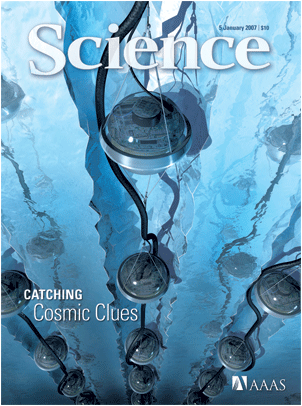 5 January 2007 | $10
Science
CATCHING
Cosmic Clues
AAAS